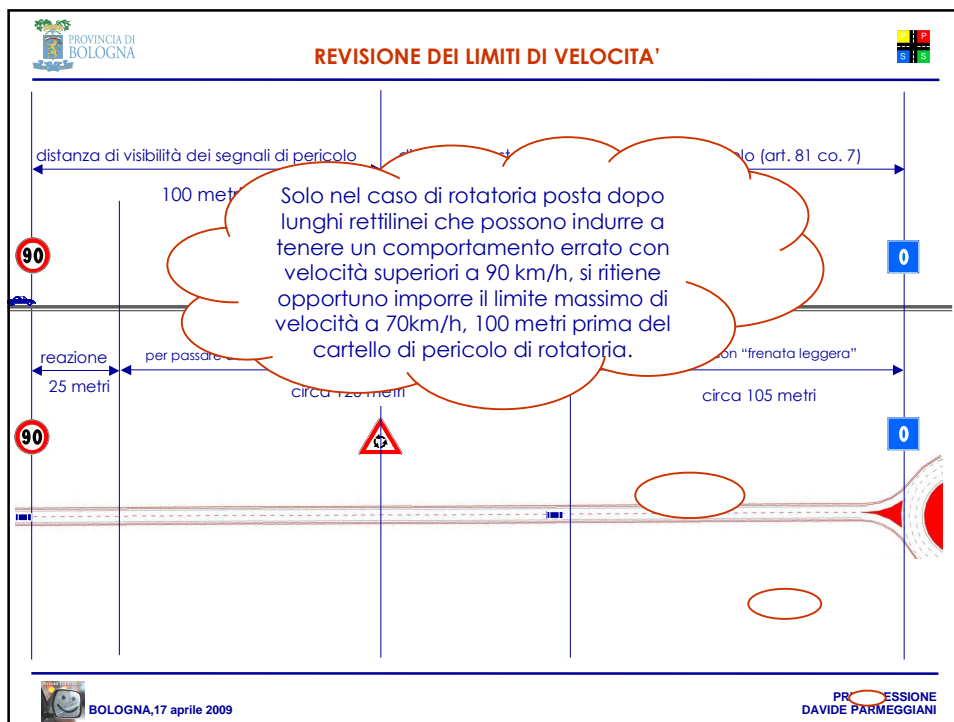 PROVINCIA DI
BOLOGNA
REVISIONE DEI LIMITI DI VELOCITA'
P P
S S
distanza di visibilità dei segnali di pericolo
(art. 81 co. 7)
100
Solo nel caso di rotatoria posta dopo
lunghi rettilinei che possono indurre a
tenere un comportamento errato con
velocità superiori a 90 km/h, si ritiene
opportuno imporre il limite massimo di
velocità a 70km/h, 100 metri prima del
cartello di pericolo di rotatoria.
90
0
reazione
per passare
"frenata leggera"
25 metri
circa
metri
circa 105 metri
90
0
BOLOGNA,17 aprile 2009
DAVIDE PARMEGGIANI